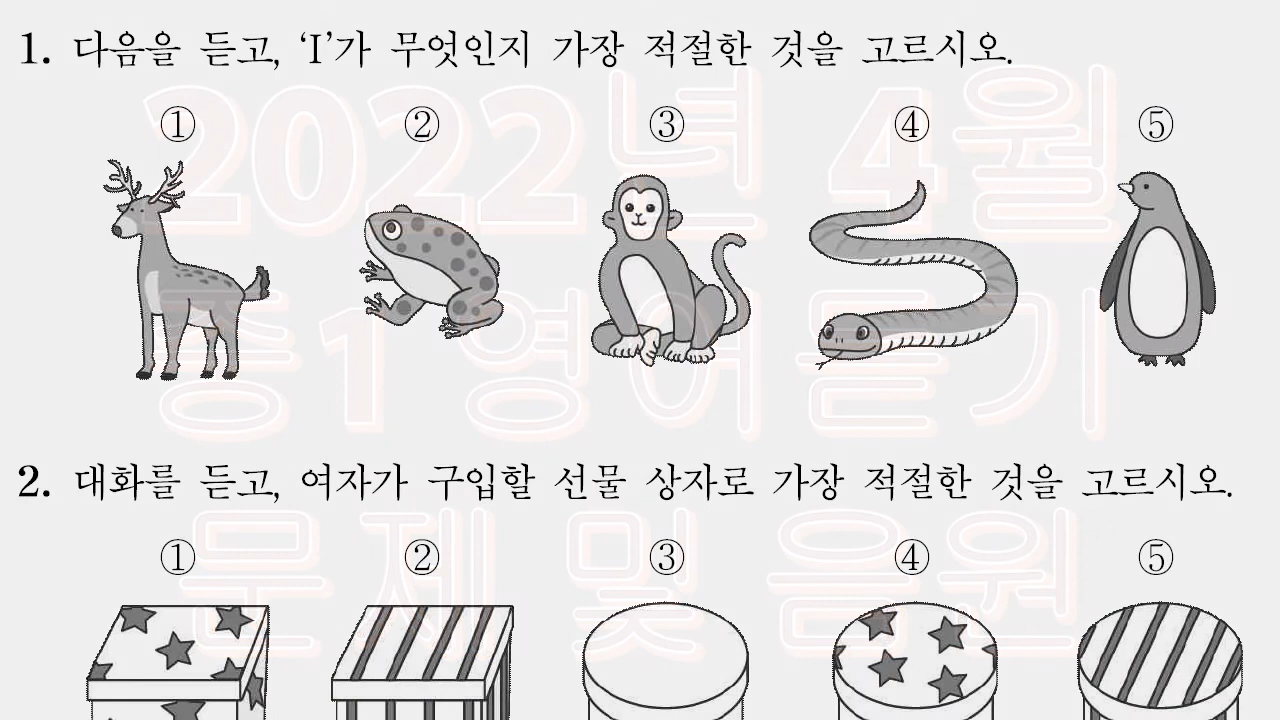 1. 다음을 듣고, ‘I’가 무엇인지 가장 적절한 것을 고르시오.
① ② ③ ④ ⑤
2022년 4월
중1 영어듣기
2. 대화를 듣고, 여자가 구입할 선물 상자로 가장 적절한 것을 고르시오.
문제 및 음원
① ② ③ ④ ⑤